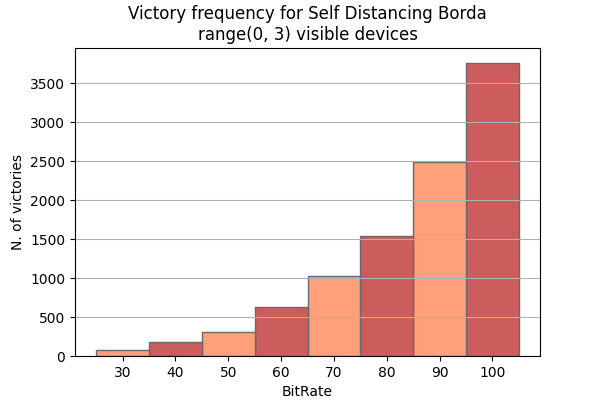 Victory frequency for Self Distancing Borda
range(0, 3) visible devices
N. of victories
3500
3000
2500
2000
1500
1000
500
0
30 40 50 60 70 80 90 100
BitRate